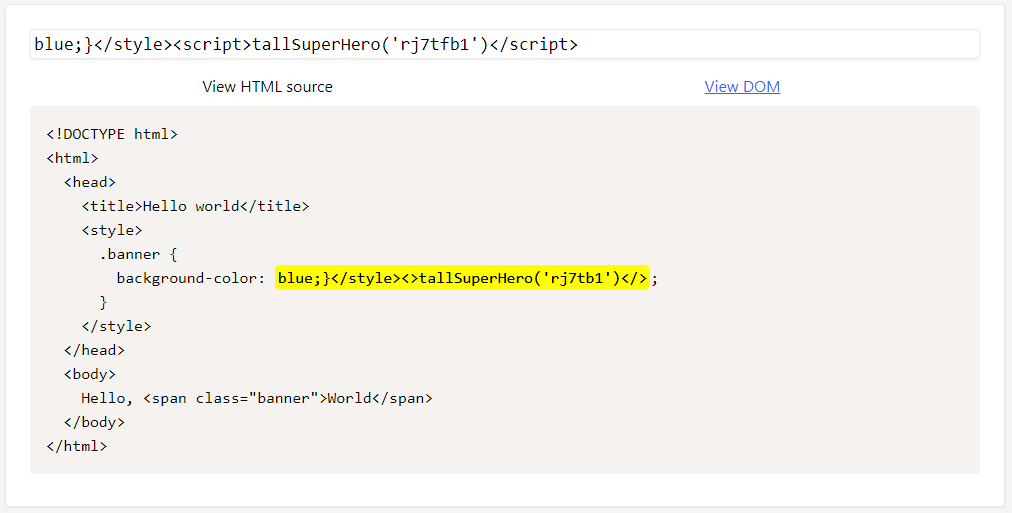 blue;}</style><script>tallSuperHero('rj7tfb1')</script>
View HTML source
View DOM
<!DOCTYPE html>
<html>
<head>
<title>Hello world</title>
<style>
.banner {
background-color: blue;}</style><>tallSuperHero('rj7tb1')</>;
}
</style>
</head>
<body>
Hello, <span class="banner">World</span>
</body>
</html>